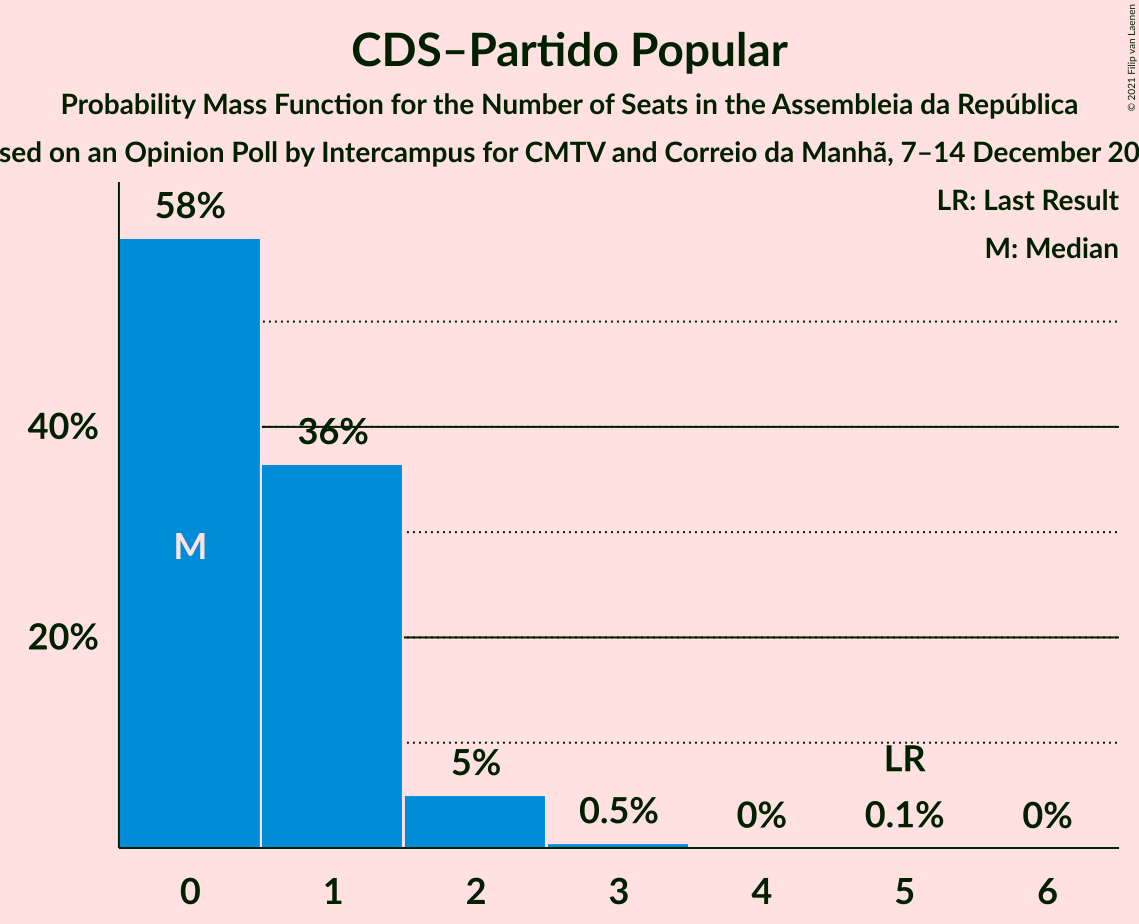 CDS–Partido Popular
Probability Mass Function for the Number of Seats in the Assembleia da República
on an Opinion Poll by Intercampus for CMTV and Correio da Manhã, 7–14 December
© 2021 Filip van Laenen
LR: Last Result
M: Median
58%
40%
36%
M
20%
5%
LR
0.5%
0%
0.1%
0%
0
1
2
3
4
5
6